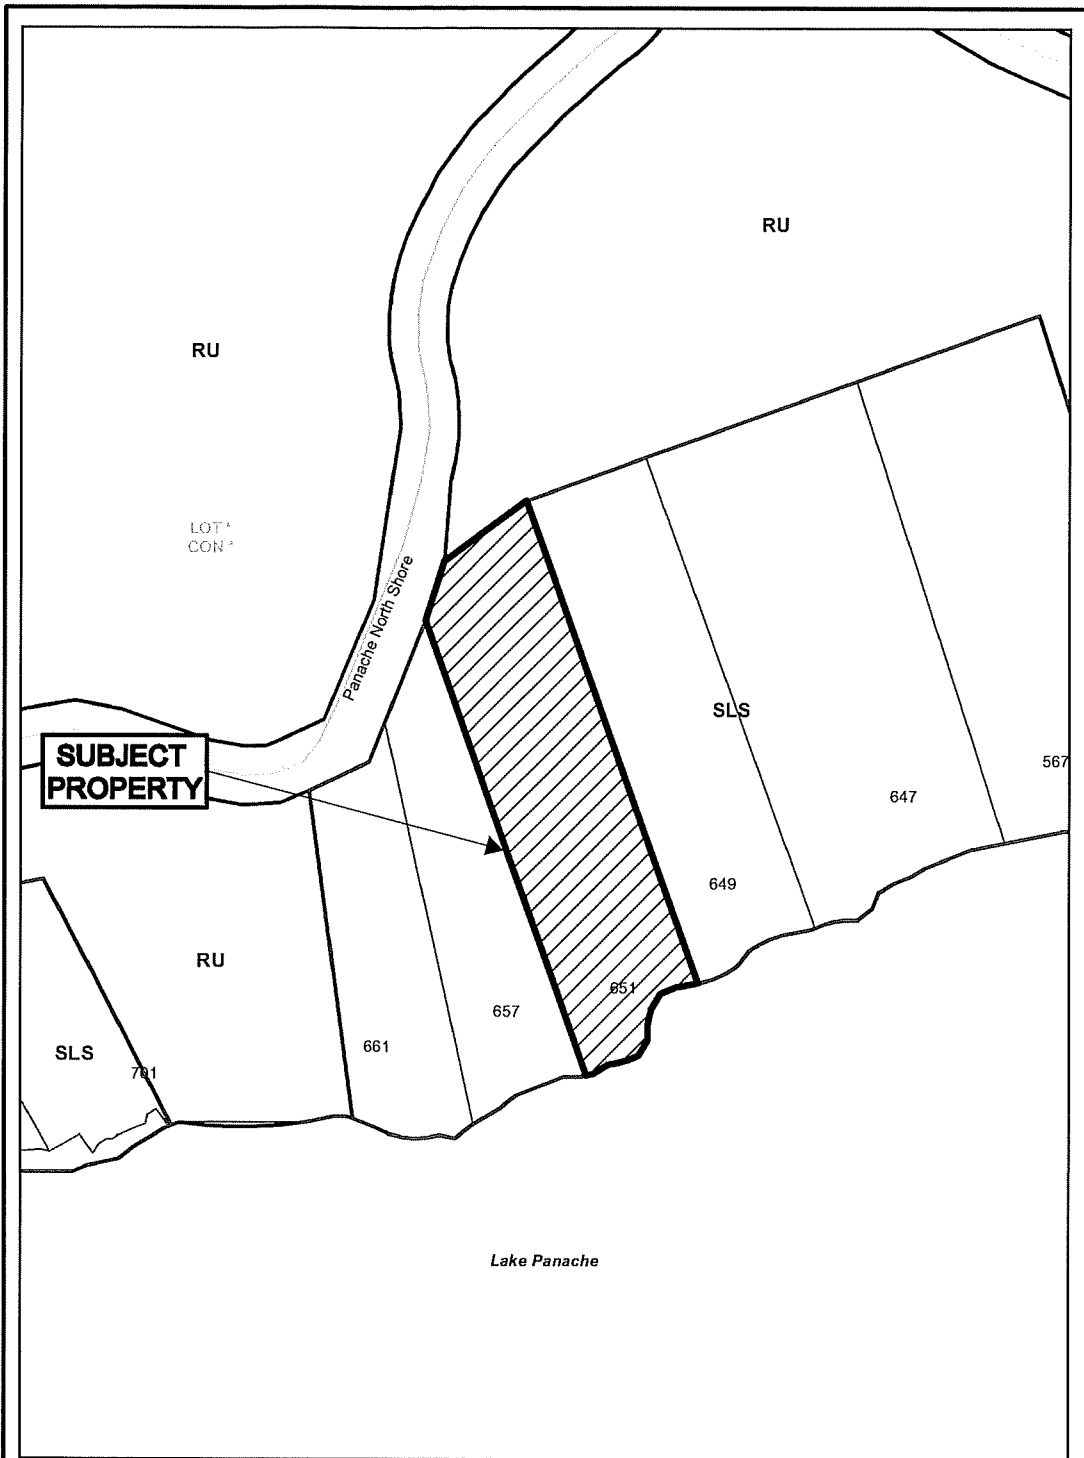 RU
RU
LOT
CON
Panache North Shore
SUBJECT
PROPERTY
SLS
567
647
649
RU
651
657
661
SLS
701
Lake Panache